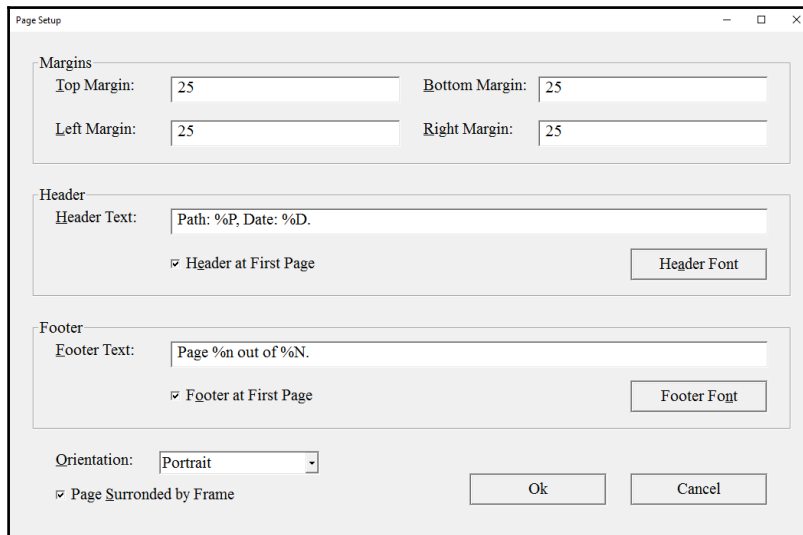 Page Setup
Margins
Top Margin: 25 Bottom Margin: 25
Left Margin: 25 Right Margin: 25
Header
Header Text: Path: %P, Date: %D.
Header at First Page Header Font
Footer
Footer Text: Page %n out of %N.
Footer at First Page Footer Font
Orientation: Portrait
Ok Cancel
Page Surronded by Frame